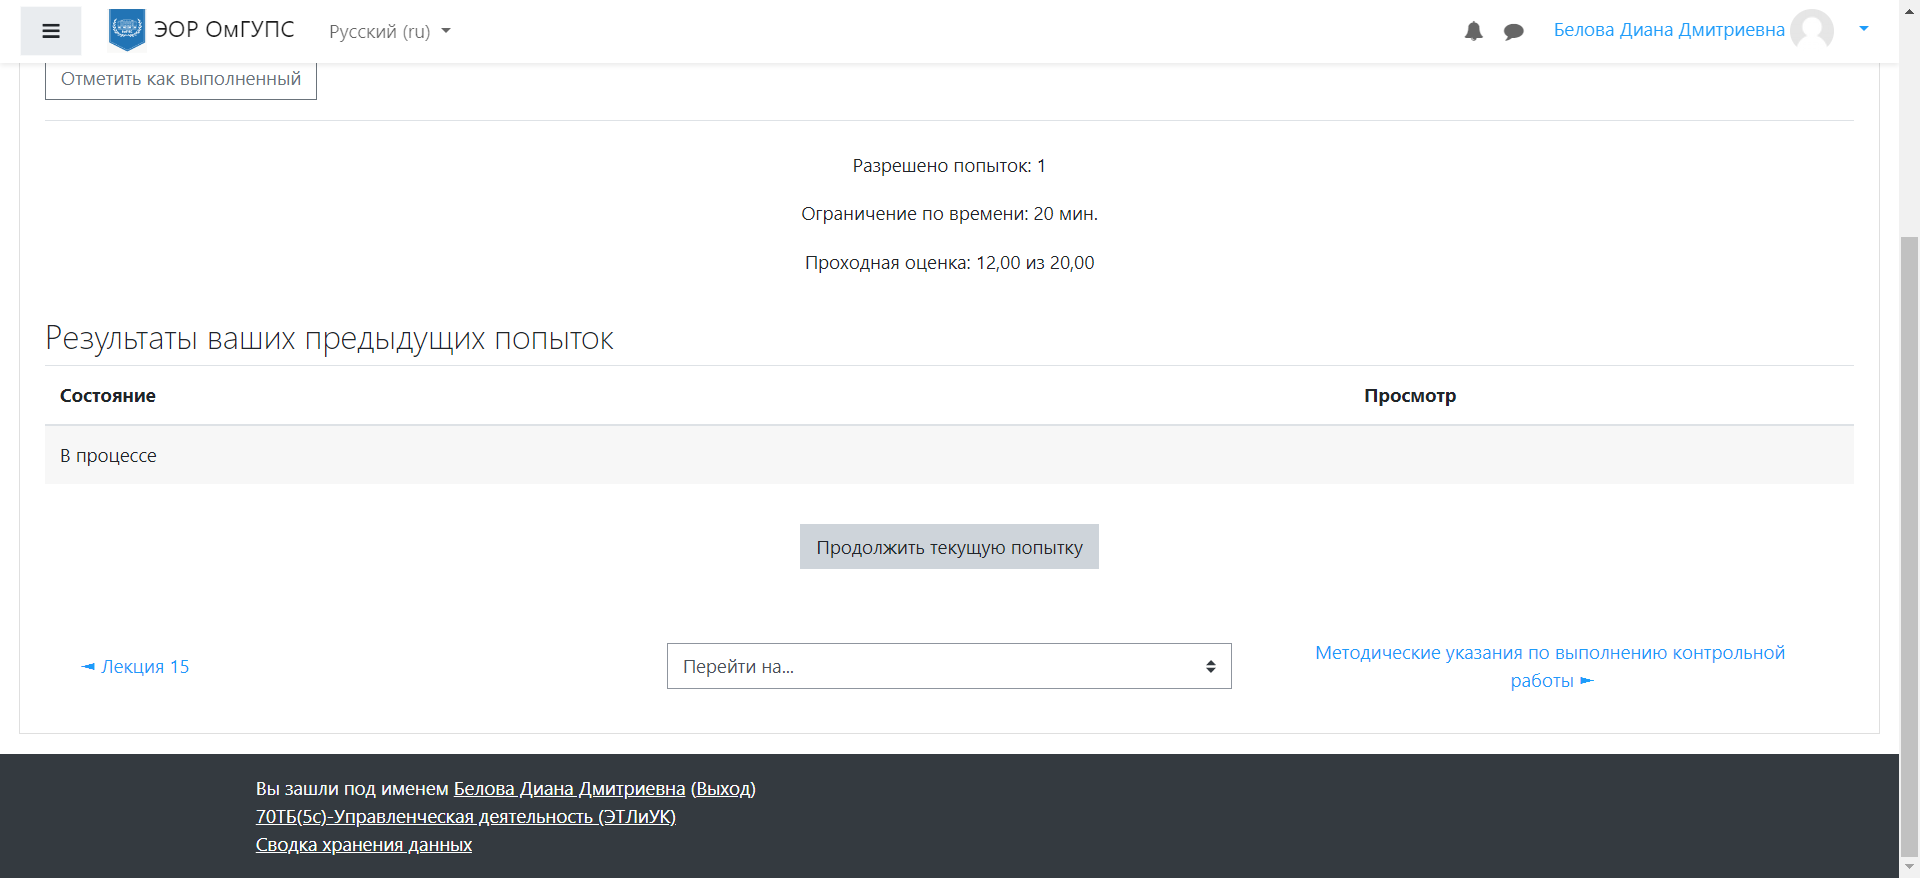 ЭОР ОмГУПС
Русский (ru)
Белова Диана Дмитриевна
Отметить как выполненный
Разрешено попыток: 1
Ограничение по времени: 20 мин.
Проходная оценка: 12,00 из 20,00
Результаты ваших предыдущих попыток
Состояние
Просмотр
В процессе
Продолжить текущую попытку
◄ Лекция 15
Перейти на...
Методические указания по выполнению контрольной
работы ►
Вы зашли под именем Белова Диана Дмитриевна (Выход)
70ТБ(5с)-Управленческая деятельность (ЭТЛиУК)
Сводка хранения данных